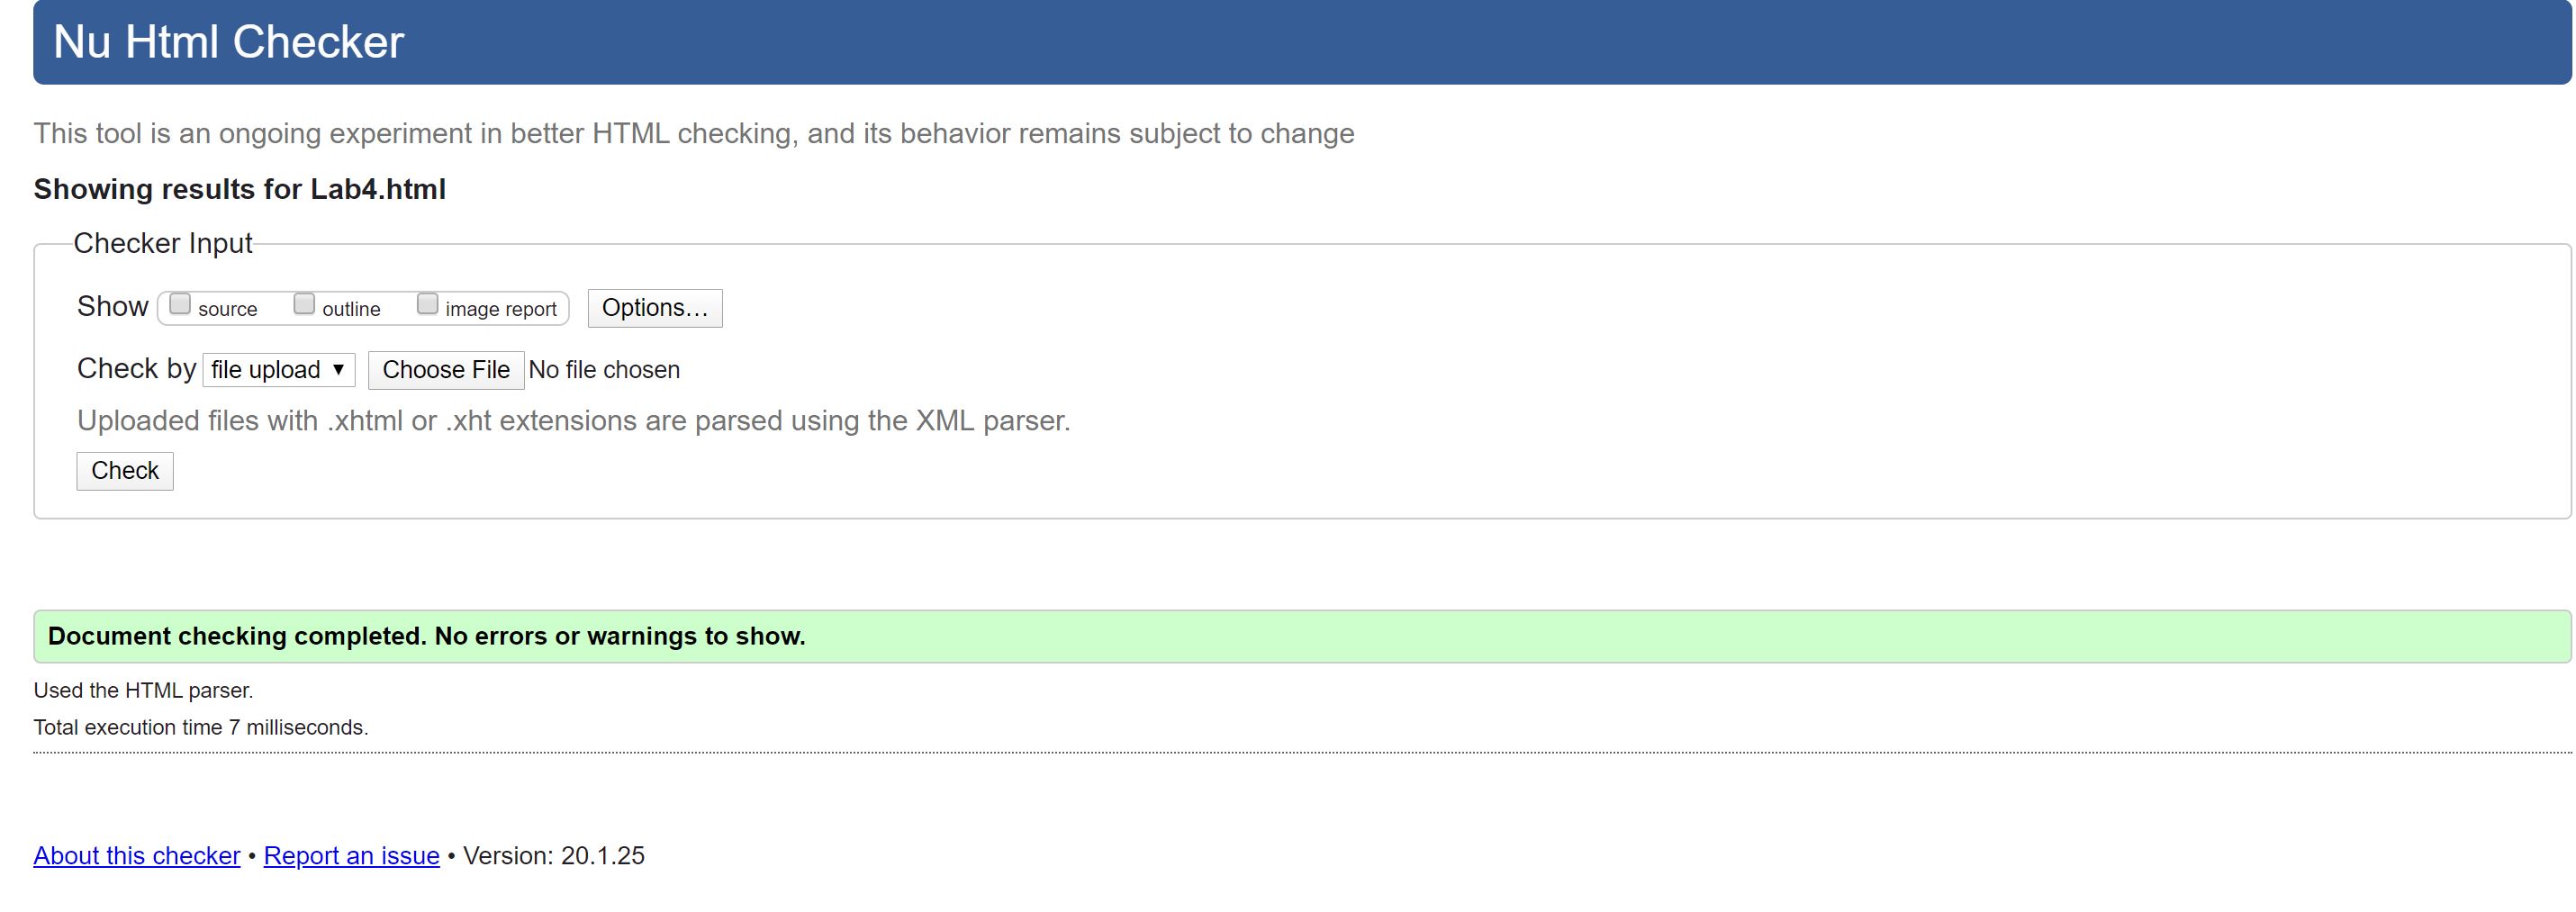 Nu Html Checker
This tool is an ongoing experiment in better HTML checking, and its behavior remains subject to change
Showing results for Lab4.html
Checker Input
Show source outline image report Options...
Check by file upload ▼ Choose File No file chosen
Uploaded files with .xhtml or .xht extensions are parsed using the XML parser.
Check
Document checking completed. No errors or warnings to show.
Used the HTML parser.
Total execution time 7 milliseconds.
About this checker • Report an issue • Version: 20.1.25